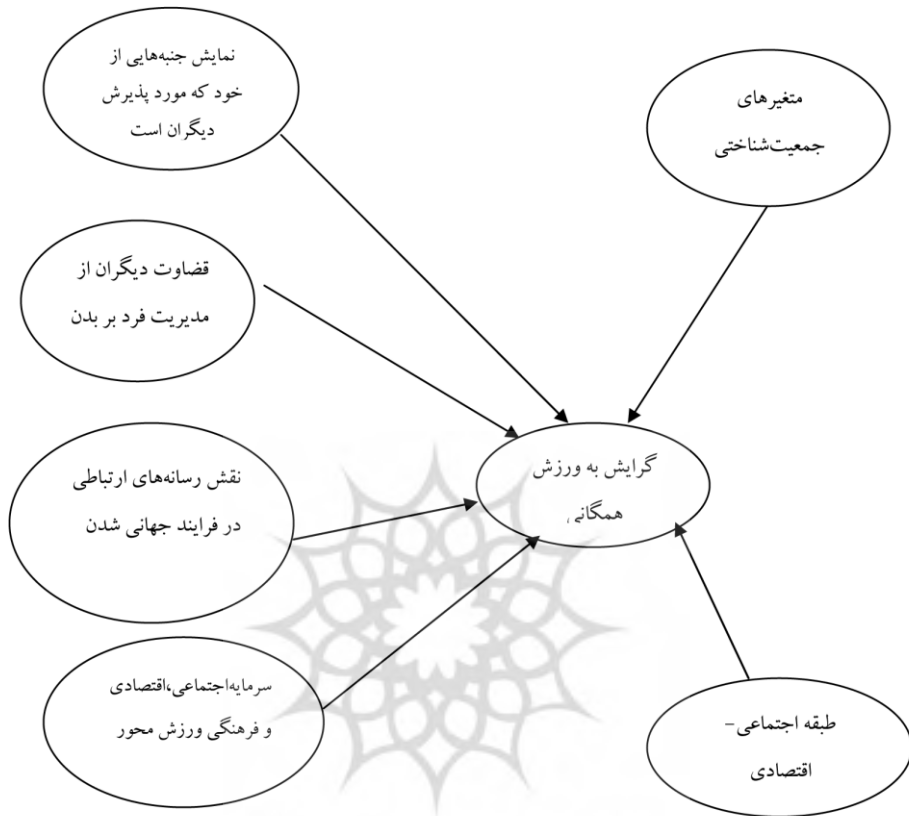 نمایش جنبه‌هایی از
خود که مورد پذیرش
دیگران است
متغیرهای
جمعیت‌شناختی
قضاوت دیگران از
مدیریت فرد بر بدن
نقش رسانه‌های ارتباطی
در فرایند جهانی شدن
گرایش به ورزش
همگانی
سرمایه‌اجتماعی،اقتصادی
و فرهنگی ورزش محور
طبقه اجتماعی-
اقتصادی